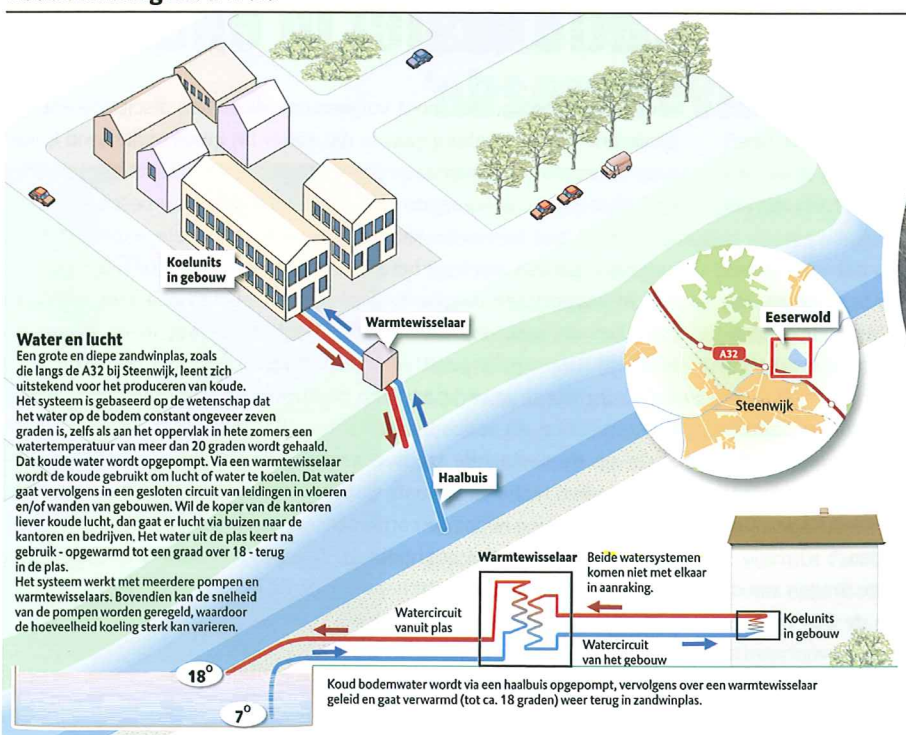 Koelunits
in gebouw
Warmtewisselaar
Haalbuis
Water en lucht
Een grote en diepe zandwinplas, zoals
die langs de A32 bij Steenwijk, leent zich
uitstekend voor het produceren van koude.
Het systeem is gebaseerd op de wetenschap dat
het water op de bodem constant ongeveer zeven
graden is, zelfs als aan het oppervlak in hete zomers een
watertemperatuur van meer dan 20 graden wordt gehaald.
Dat koude water wordt opgepompt. Via een warmtewisselaar
wordt de koude gebruikt om lucht of water te koelen. Dat water
gaat vervolgens in een gesloten circuit van leidingen in vloeren
en/of wanden van gebouwen. Wil de koper van de kantoren
liever koude lucht, dan gaat er lucht via buizen naar de
kantoren en bedrijven. Het water uit de plas keert na
gebruik - opgewarmd tot een graad over 18 - terug
in de plas.
Het systeem werkt met meerdere pompen en
warmtewisselaars. Bovendien kan de snelheid
van de pompen worden geregeld, waardoor
de hoeveelheid koeling sterk kan varieren.
Eeserwold
A32
Steenwijk
Warmtewisselaar
Beide watersystemen
komen niet met elkaar
in aanraking.
Watercircuit
vanuit plas
Watercircuit
van het gebouw
Koelunits
in gebouw
18°
7°
Koud bodemwater wordt via een haalbuis opgepompt, vervolgens over een warmtewisselaar
geleid en gaat verwarmd (tot ca. 18 graden) weer terug in zandwinplas.